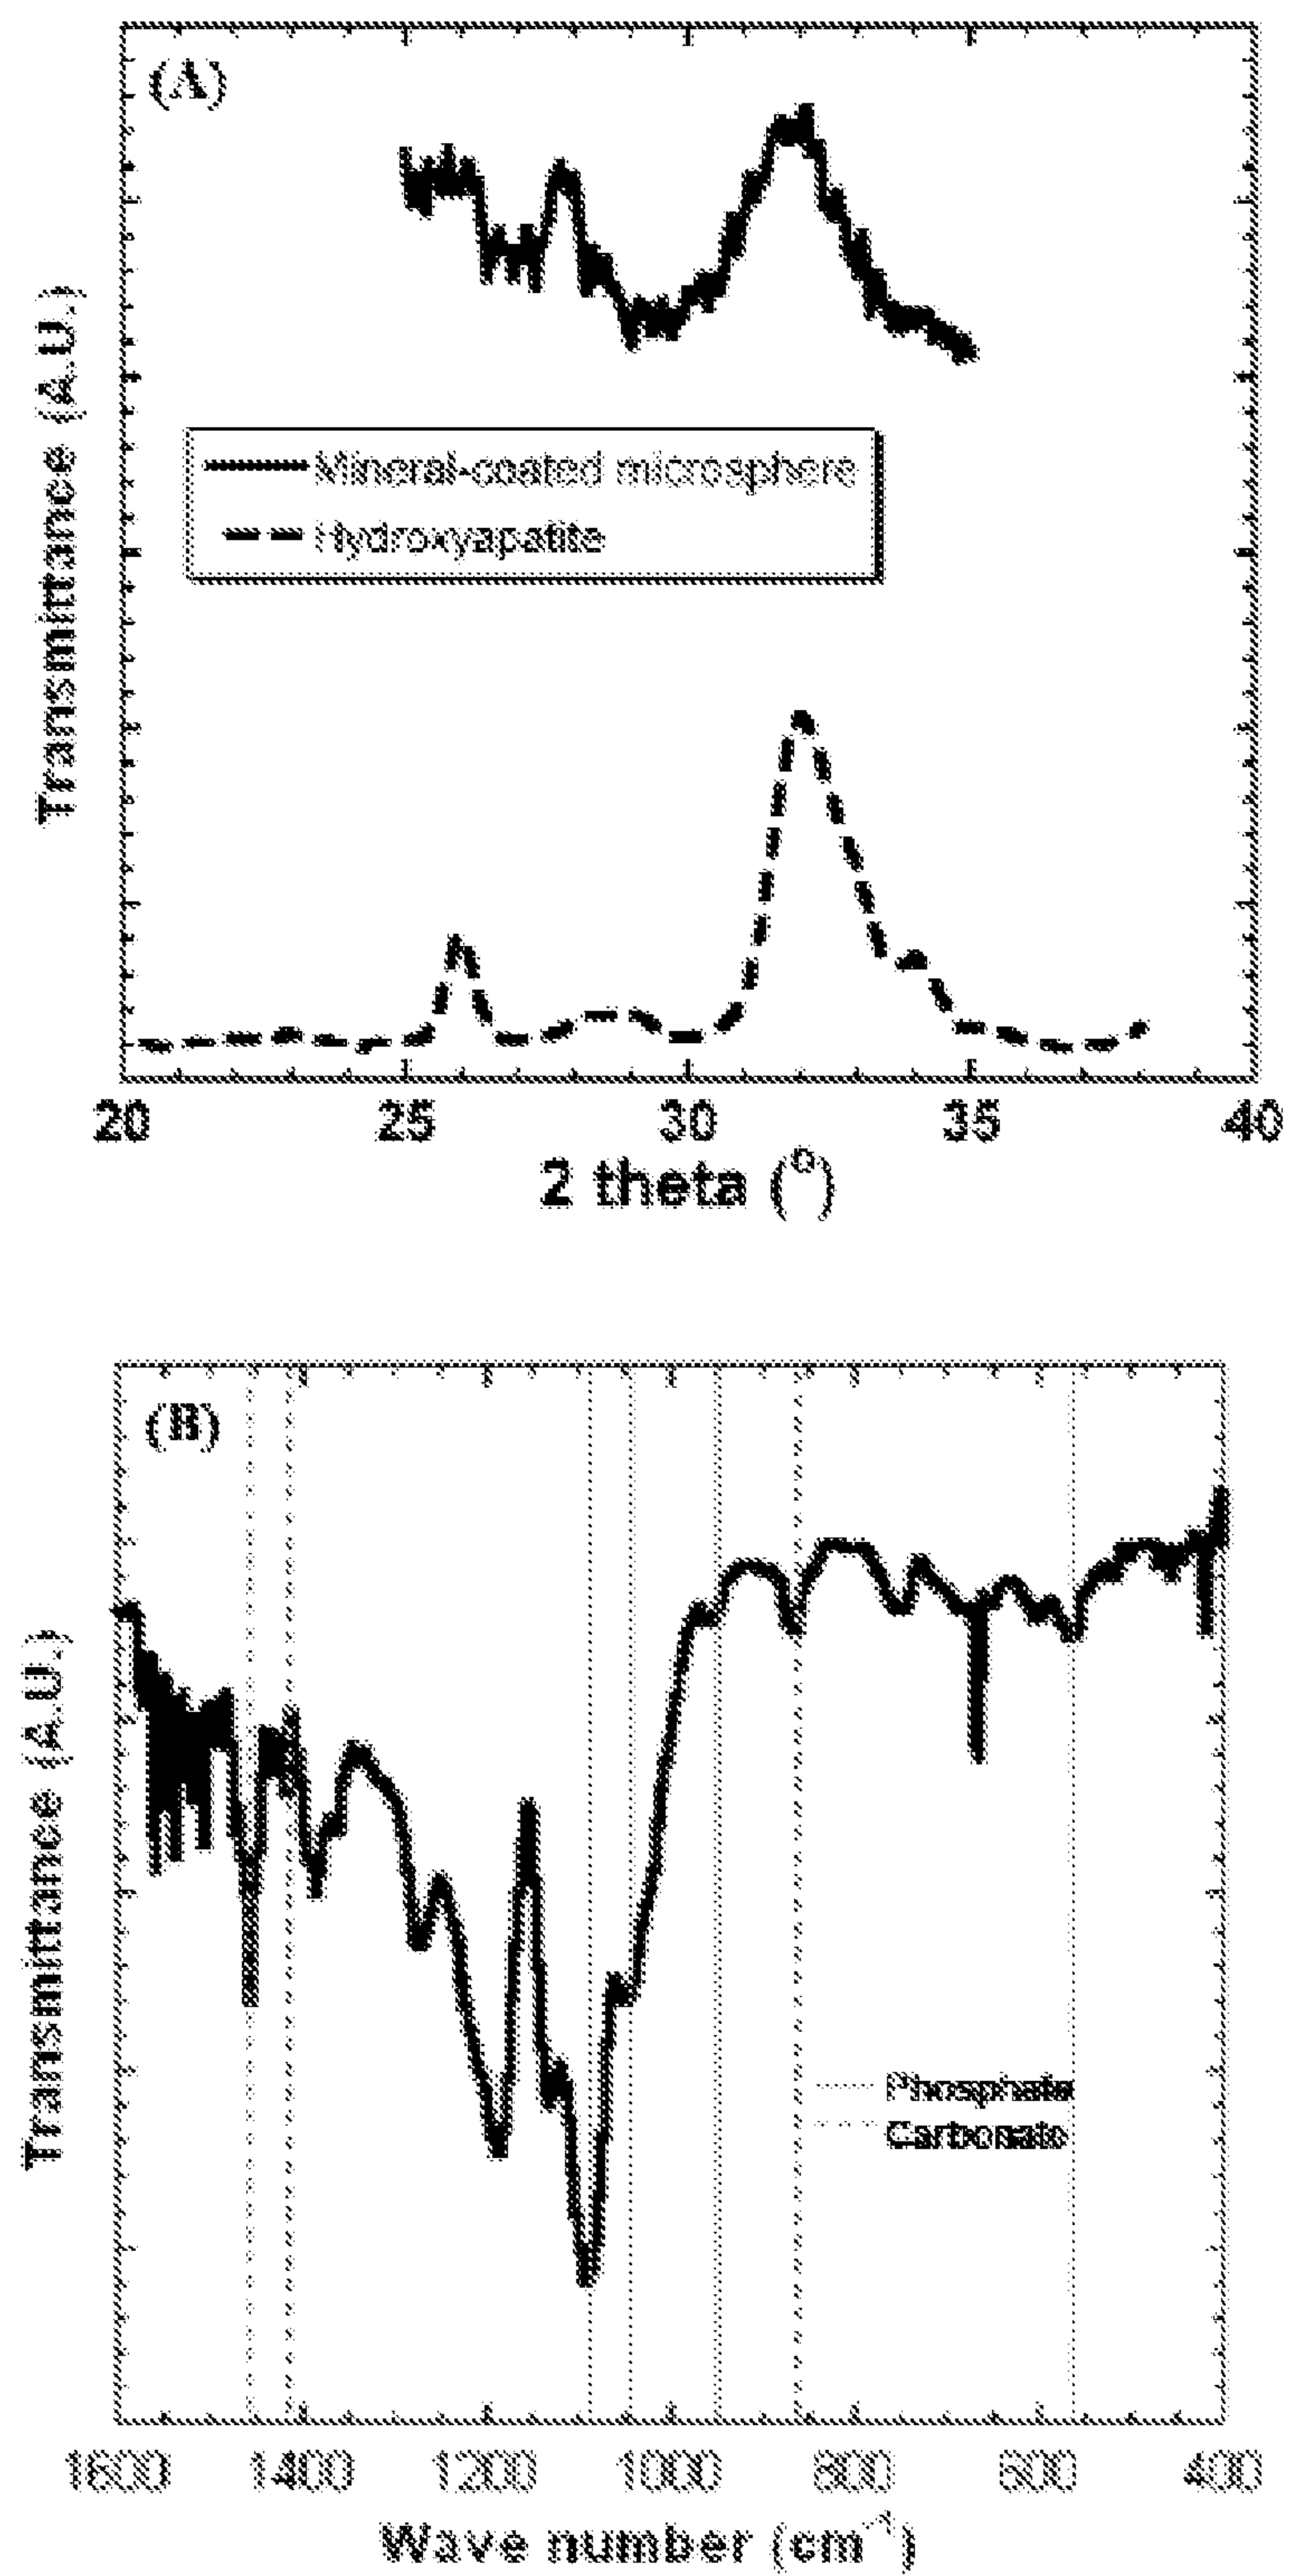 (A)
Transmittance (A.U.)
Mineral-coated microsphere
Hydroxyapatite
20 25 30 35 40
2 theta (°)
(B)
Transmittance (A.U.)
Phosphate
Carbonate
1600 1400 1200 1000 800 600 400
Wave number (cm⁻¹)